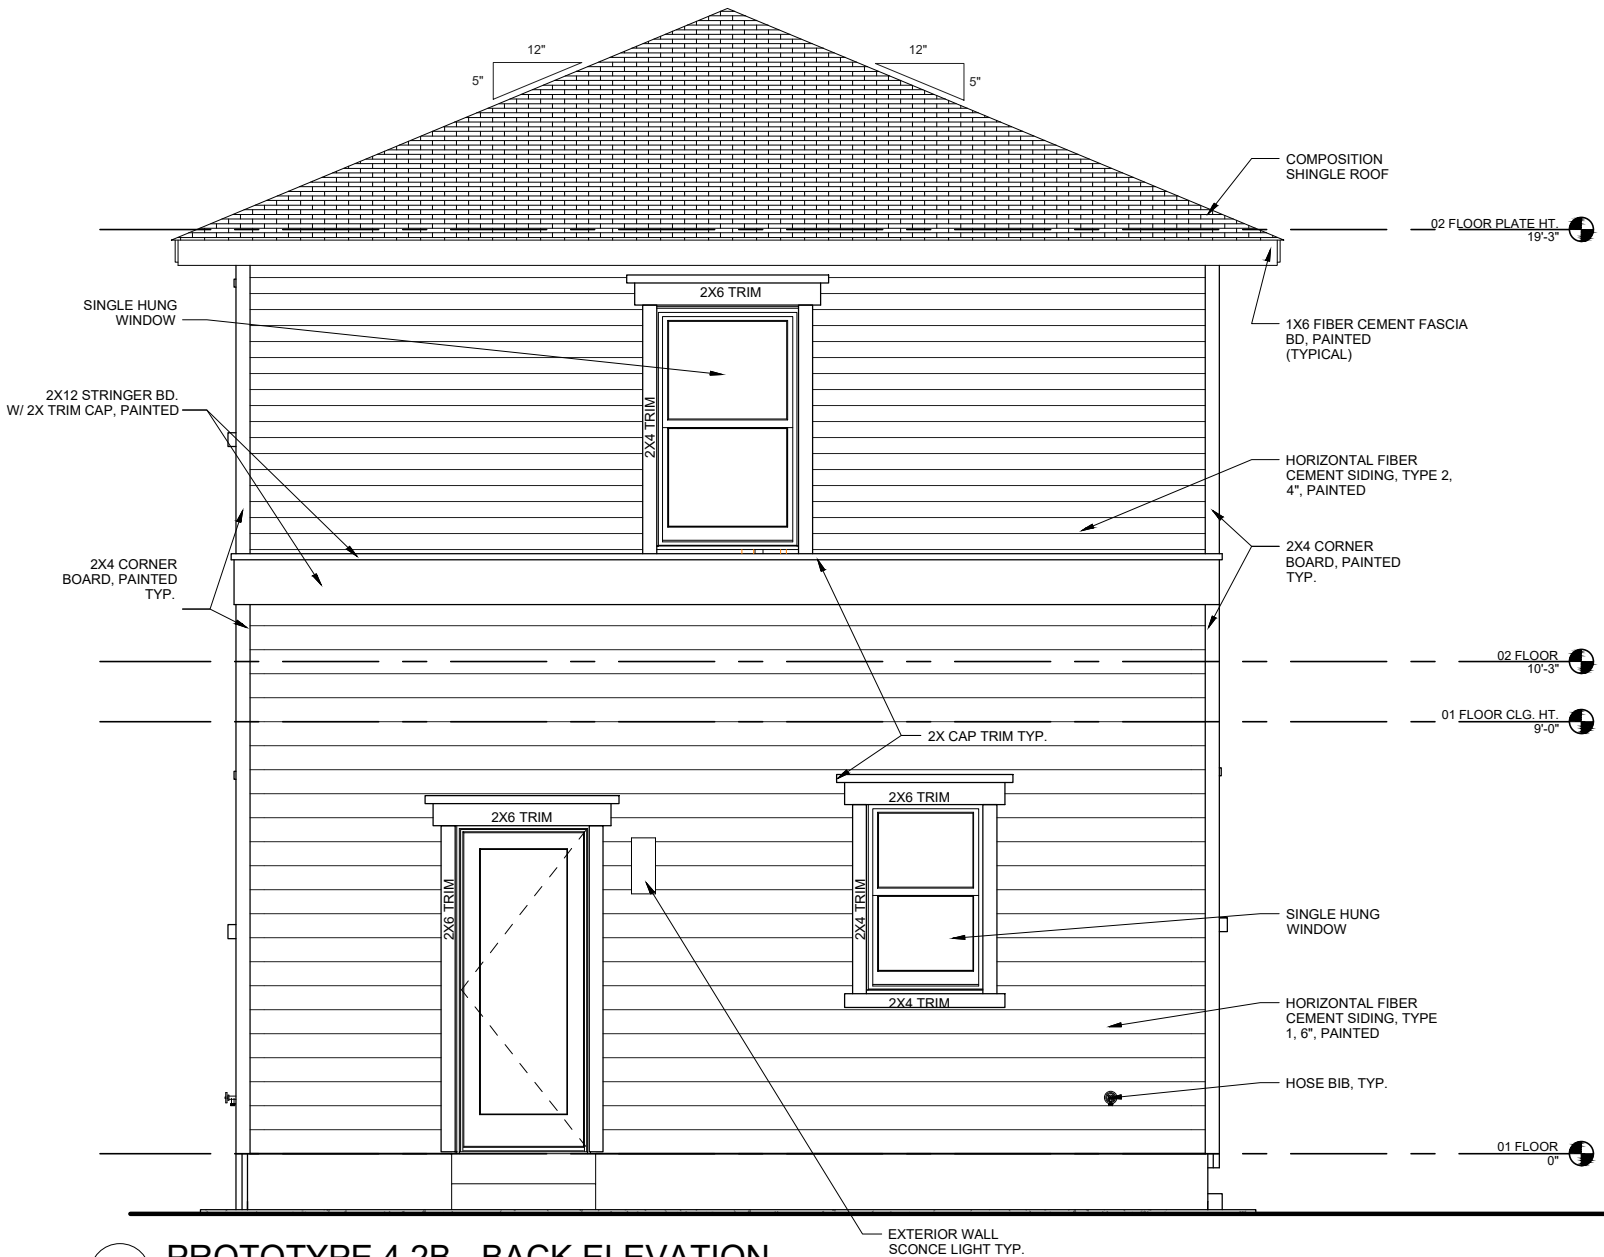 12"
12"
5"
5"
COMPOSITION
SHINGLE ROOF
02 FLOOR PLATE HT.
19'-3"
2X6 TRIM
SINGLE HUNG
WINDOW
1X6 FIBER CEMENT FASCIA
BD, PAINTED
(TYPICAL)
2X12 STRINGER BD.
W/ 2X TRIM CAP, PAINTED
2X4 TRIM
HORIZONTAL FIBER
CEMENT SIDING, TYPE 2,
4", PAINTED
2X4 CORNER
BOARD, PAINTED
TYP.
2X4 CORNER
BOARD, PAINTED
TYP.
02 FLOOR
10'-3"
01 FLOOR CLG. HT.
9'-0"
2X CAP TRIM TYP.
2X6 TRIM
2X6 TRIM
2X6 TRIM
2X4 TRIM
SINGLE HUNG
WINDOW
2X4 TRIM
HORIZONTAL FIBER
CEMENT SIDING, TYPE
1, 6", PAINTED
HOSE BIB, TYP.
01 FLOOR
0"
EXTERIOR WALL
SCONCE LIGHT TYP.
PROTOTYPE 4.2B - BACK ELEVATION